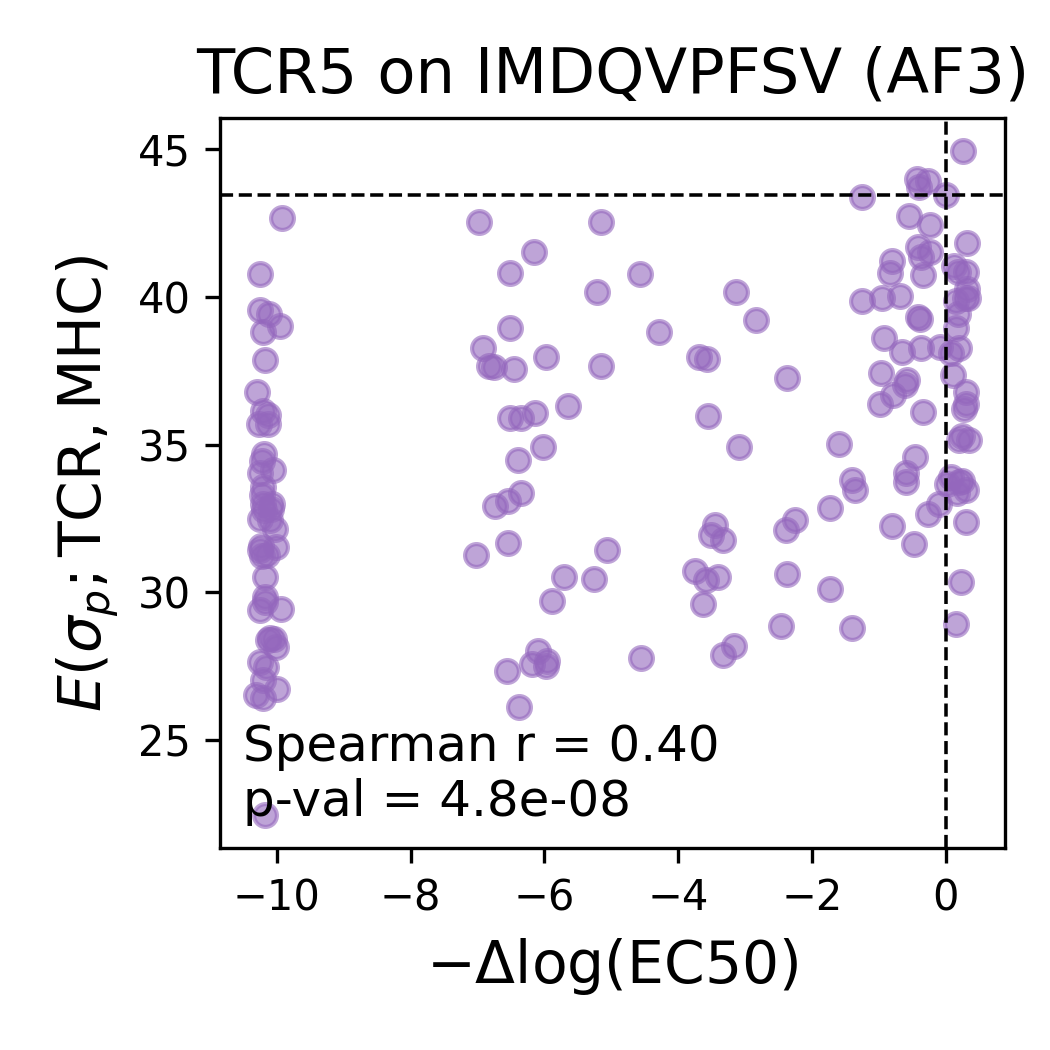 TCR5 on IMDQVPFSV (AF3)
45
40
35
30
25
E(σp; TCR, MHC)
Spearman r = 0.40
p-val = 4.8e-08
−10 −8 −6 −4 −2 0
−Δlog(EC50)